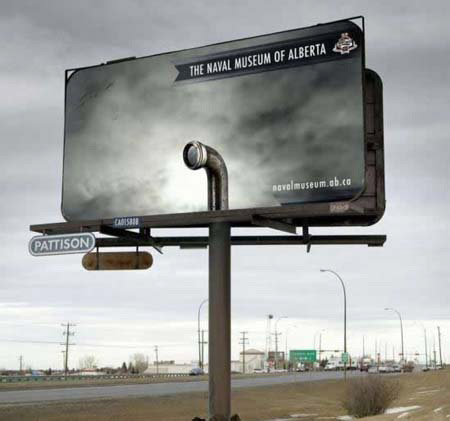 THE NAVAL MUSEUM OF ALBERTA
navalmuseum.ab.ca
PATTISON